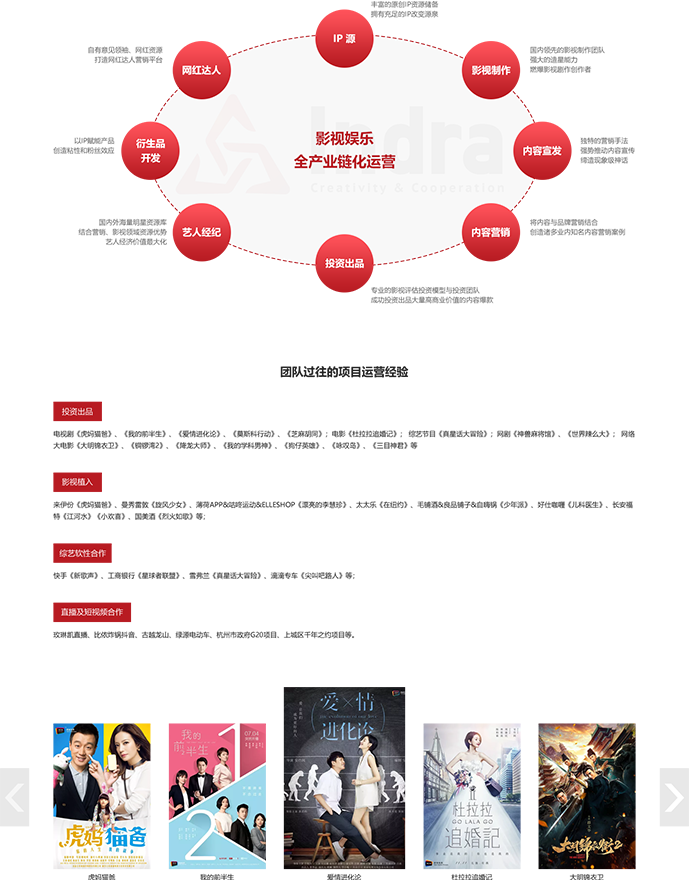 丰富的原创IP资源储备
拥有充足的IP改变源泉
IP 源
自有意见领袖、网红资源
打造网红达人营销平台
网红达人
影视制作
国内领先的影视制作团队
强大的造星能力
燃爆影视剧作创作者
Indra
Creativity & Cooperation
以IP赋能产品
创造粘性和粉丝效应
衍生品
开发
影视娱乐
全产业链化运营
内容宣发
独特的营销手法
强势推动内容宣传
缔造现象级神话
国内外海量明星资源库
结合营销、影视领域资源优势
艺人经济价值最大化
艺人经纪
内容营销
将内容与品牌营销结合
创造诸多业内知名内容营销案例
投资出品
专业的影视评估投资模型与投资团队
成功投资出品大量高商业价值的内容爆款
团队过往的项目运营经验
投资出品
电视剧《虎妈猫爸》、《我的前半生》、《爱情进化论》、《莫斯科行动》、《芝麻胡同》；电影《杜拉拉追婚记》； 综艺节目《真星话大冒险》；网剧《神兽麻将馆》、《世界辣么大》； 网络
大电影《大明锦衣卫》、《铜锣湾2》、《降龙大师》、《我的学科男神》、《狗仔英雄》、《咏叹岛》、《三目神君》等
影视植入
来伊份《虎妈猫爸》、曼秀雷敦《旋风少女》、薄荷APP&咕咚运动&ELLESHOP《漂亮的李慧珍》、太太乐《在纽约》、毛铺酒&良品铺子&自嗨锅《少年派》、好仕咖喱《儿科医生》、长安福
特《江河水》《小欢喜》、国美酒《烈火如歌》等；
综艺软性合作
快手《新歌声》、工商银行《星球者联盟》、雪弗兰《真星话大冒险》、滴滴专车《尖叫吧路人》等；
直播及短视频合作
玫琳凯直播、比依炸锅抖音、古越龙山、绿源电动车、杭州市政府G20项目、上城区千年之约项目等。
虎妈猫爸
我的
前半生
07.04
1
2
爱×情
进化论
杜拉拉
GO LALA GO
追婚記
大明锦衣卫2
虎妈猫爸
我的前半生
爱情进化论
杜拉拉追婚记
大明锦衣卫